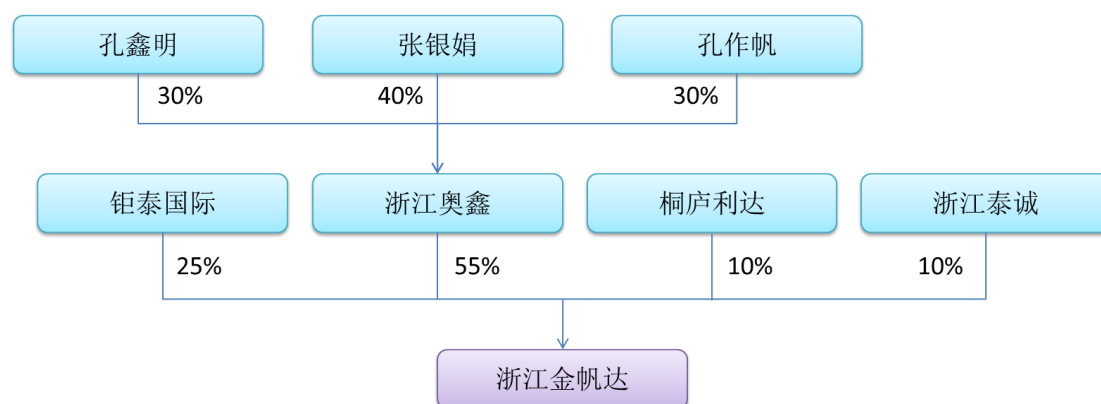 孔鑫明 张银娟 孔作帆
30% 40% 30%
钜泰国际 浙江奥鑫 桐庐利达 浙江泰诚
25% 55% 10% 10%
浙江金帆达